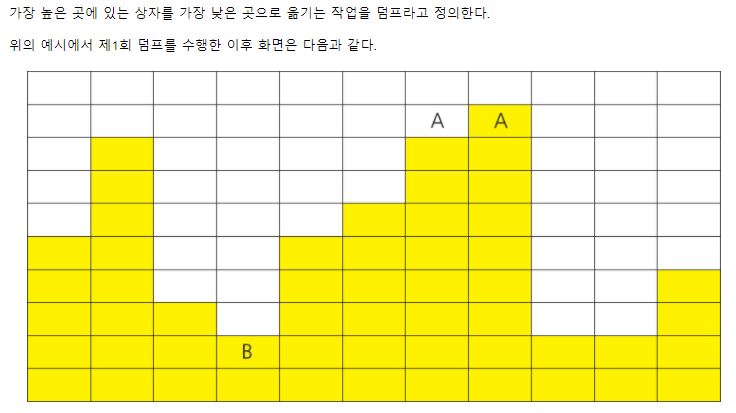 가장 높은 곳에 있는 상자를 가장 낮은 곳으로 옮기는 작업을 덤프라고 정의한다.
위의 예시에서 제1회 덤프를 수행한 이후 화면은 다음과 같다.
A A
B